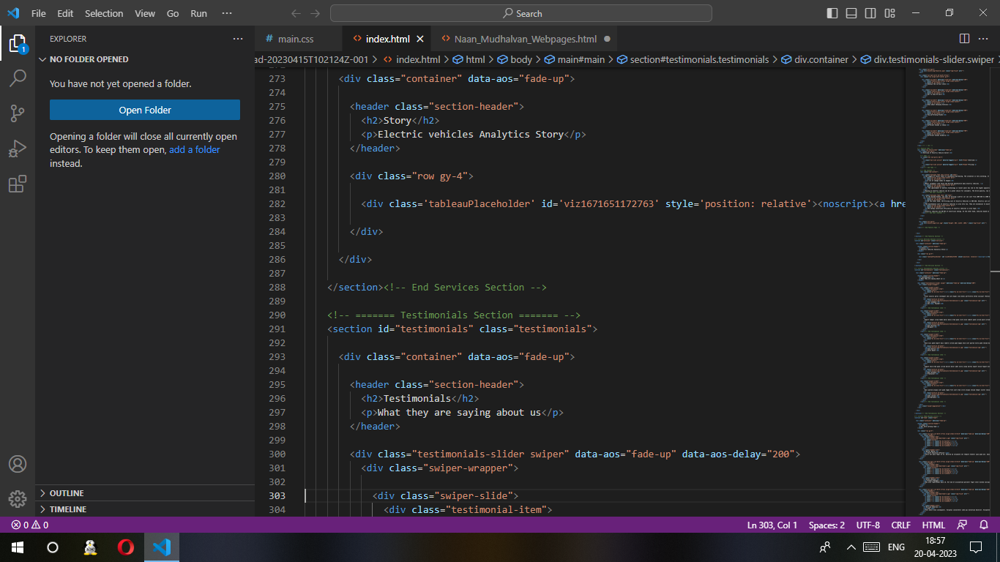 File Edit Selection View Go Run ···
Search
EXPLORER ···
NO FOLDER OPENED
You have not yet opened a folder.
Open Folder
Opening a folder will close all currently open
editors. To keep them open, add a folder
instead.
OUTLINE
TIMELINE
1
# main.css
<> index.html
<> Naan_Mudhalvan_Webpages.html
ad-20230415T102124Z-001 > <> index.html > html > body > main#main > section#testimonials.testimonials > div.container > div.testimonials-slider.swiper >
273 <div class="container" data-aos="fade-up">
274
275 <header class="section-header">
276 <h2>Story</h2>
277 <p>Electric vehicles Analytics Story</p>
278 </header>
279
280 <div class="row gy-4">
281
282 <div class='tableauPlaceholder' id='viz1671651172763' style='position: relative'><noscript><a hre
283
284 </div>
285
286 </div>
287
288 </section><!-- End Services Section -->
289
290 <!-- ======= Testimonials Section ======= -->
291 <section id="testimonials" class="testimonials">
292
293 <div class="container" data-aos="fade-up">
294
295 <header class="section-header">
296 <h2>Testimonials</h2>
297 <p>What they are saying about us</p>
298 </header>
299
300 <div class="testimonials-slider swiper" data-aos="fade-up" data-aos-delay="200">
301 <div class="swiper-wrapper">
302
303 <div class="swiper-slide">
304 <div class="testimonial-item">
0 0
Ln 303, Col 1 Spaces: 2 UTF-8 CRLF HTML
ENG
18:57
20-04-2023